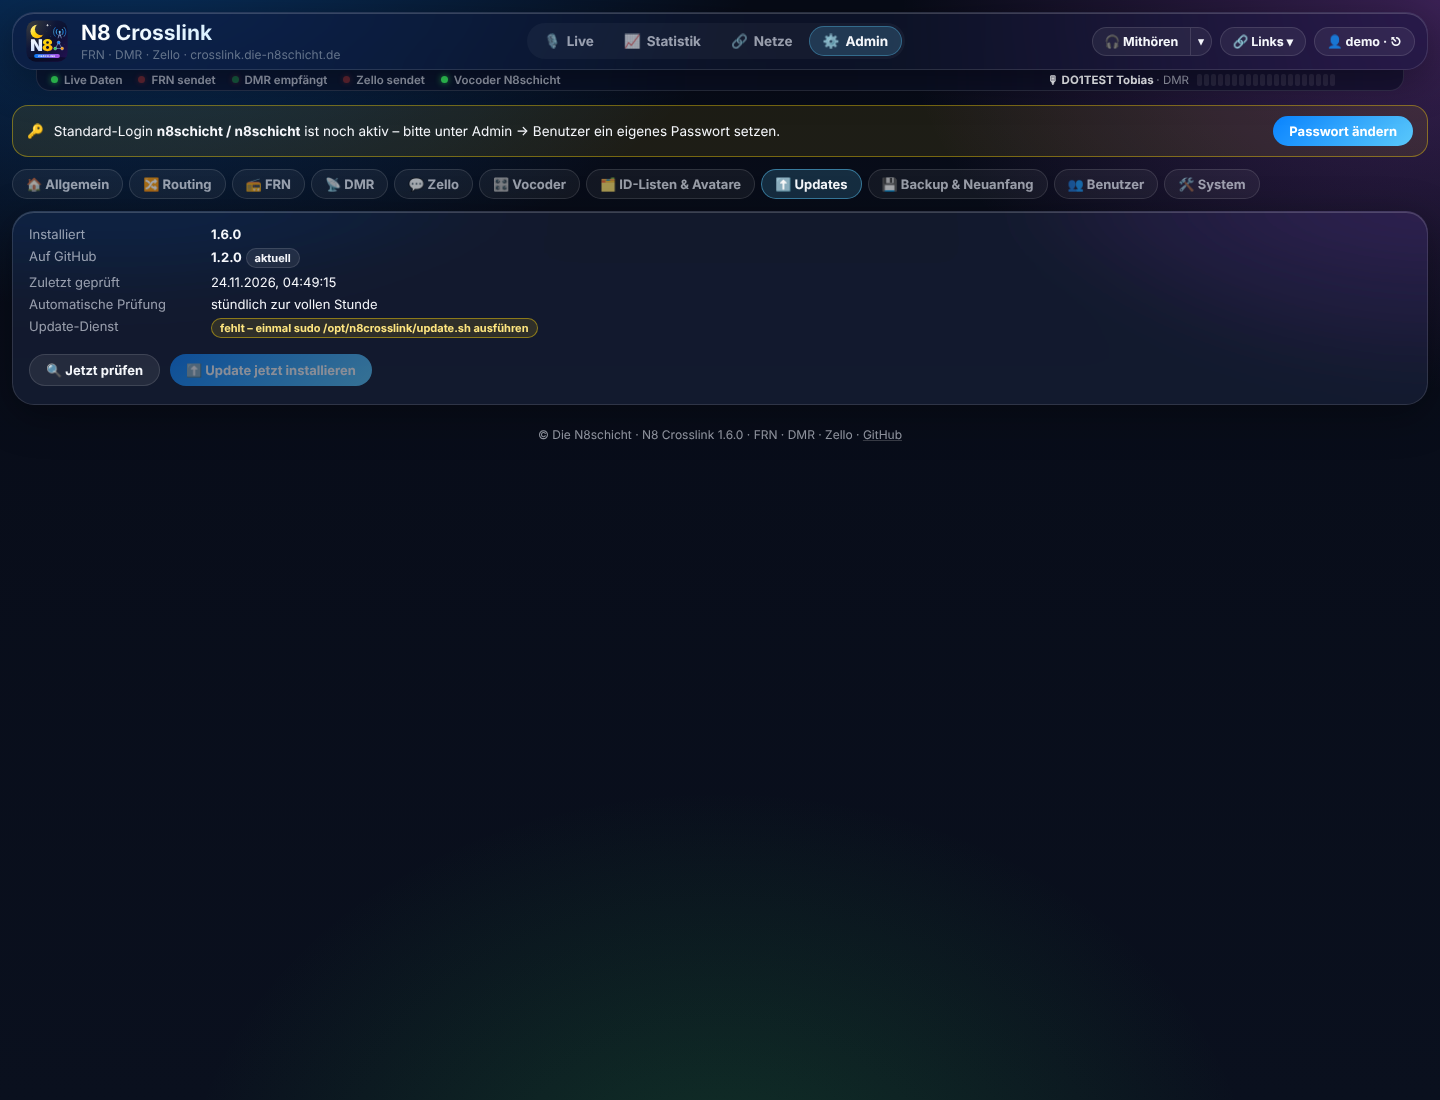 N8 Crosslink
FRN · DMR · Zello · crosslink.die-n8schicht.de
Live
Statistik
Netze
Admin
Mithören ▾
Links ▾
demo ·
Live Daten
FRN sendet
DMR empfängt
Zello sendet
Vocoder N8schicht
DO1TEST Tobias · DMR
Standard-Login n8schicht / n8schicht ist noch aktiv – bitte unter Admin → Benutzer ein eigenes Passwort setzen.
Passwort ändern
Allgemein
Routing
FRN
DMR
Zello
Vocoder
ID-Listen & Avatare
Updates
Backup & Neuanfang
Benutzer
System
Installiert 1.6.0
Auf GitHub 1.2.0 aktuell
Zuletzt geprüft 24.11.2026, 04:49:15
Automatische Prüfung stündlich zur vollen Stunde
Update-Dienst fehlt – einmal sudo /opt/n8crosslink/update.sh ausführen
Jetzt prüfen
Update jetzt installieren
© Die N8schicht · N8 Crosslink 1.6.0 · FRN · DMR · Zello · GitHub